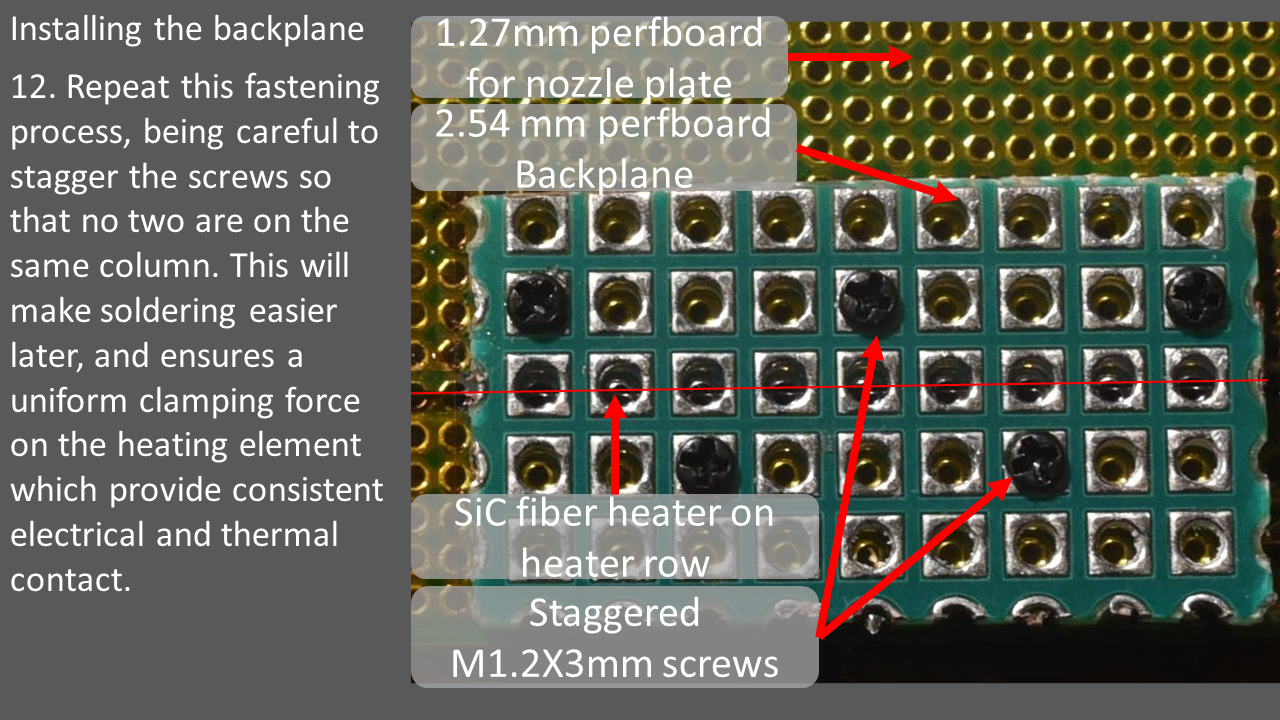 Installing the backplane
12. Repeat this fastening
process, being careful to
stagger the screws so
that no two are on the
same column. This will
make soldering easier
later, and ensures a
uniform clamping force
on the heating element
which provide consistent
electrical and thermal
contact.
1.27mm perfboard
for nozzle plate
2.54 mm perfboard
Backplane
SiC fiber heater on
heater row
Staggered
M1.2X3mm screws